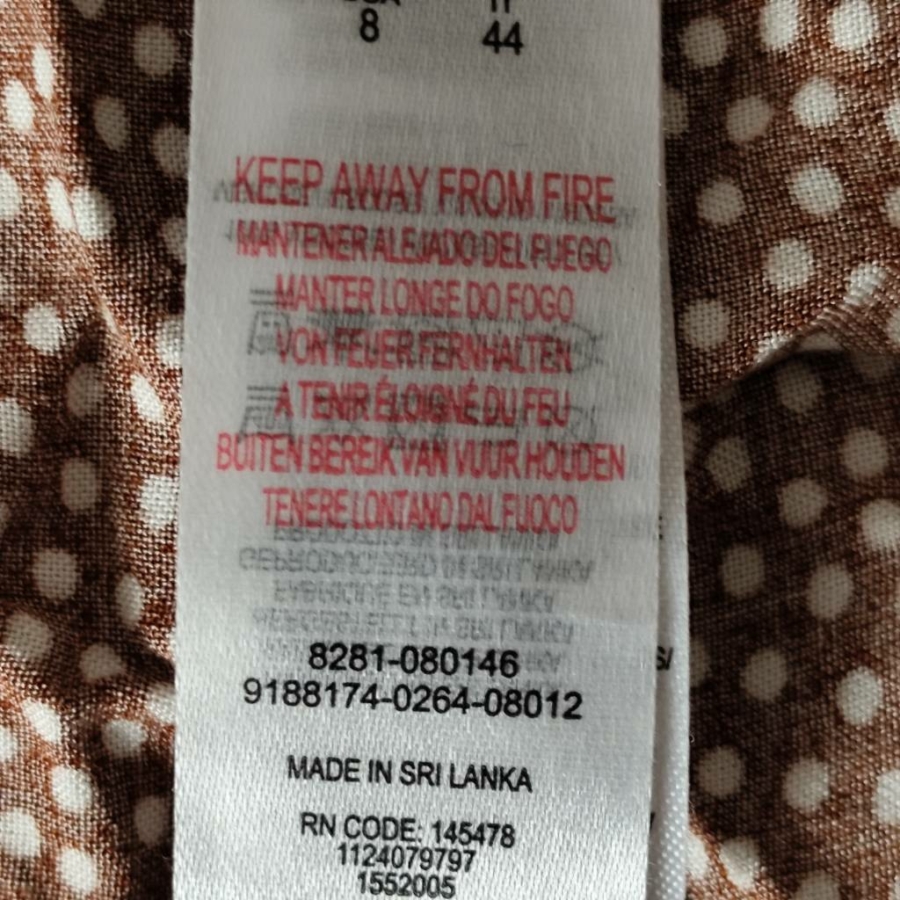 8 44
KEEP AWAY FROM FIRE
MANTENER ALEJADO DEL FUEGO
MANTER LONGE DO FOGO
VON FEUER FERNHALTEN
A TENIR ÉLOIGNÉ DU FEU
BUITEN BEREIK VAN VUUR HOUDEN
TENERE LONTANO DAL FUOCO
8281-080146
9188174-0264-08012
MADE IN SRI LANKA
RN CODE: 145478
1124079797
1552005